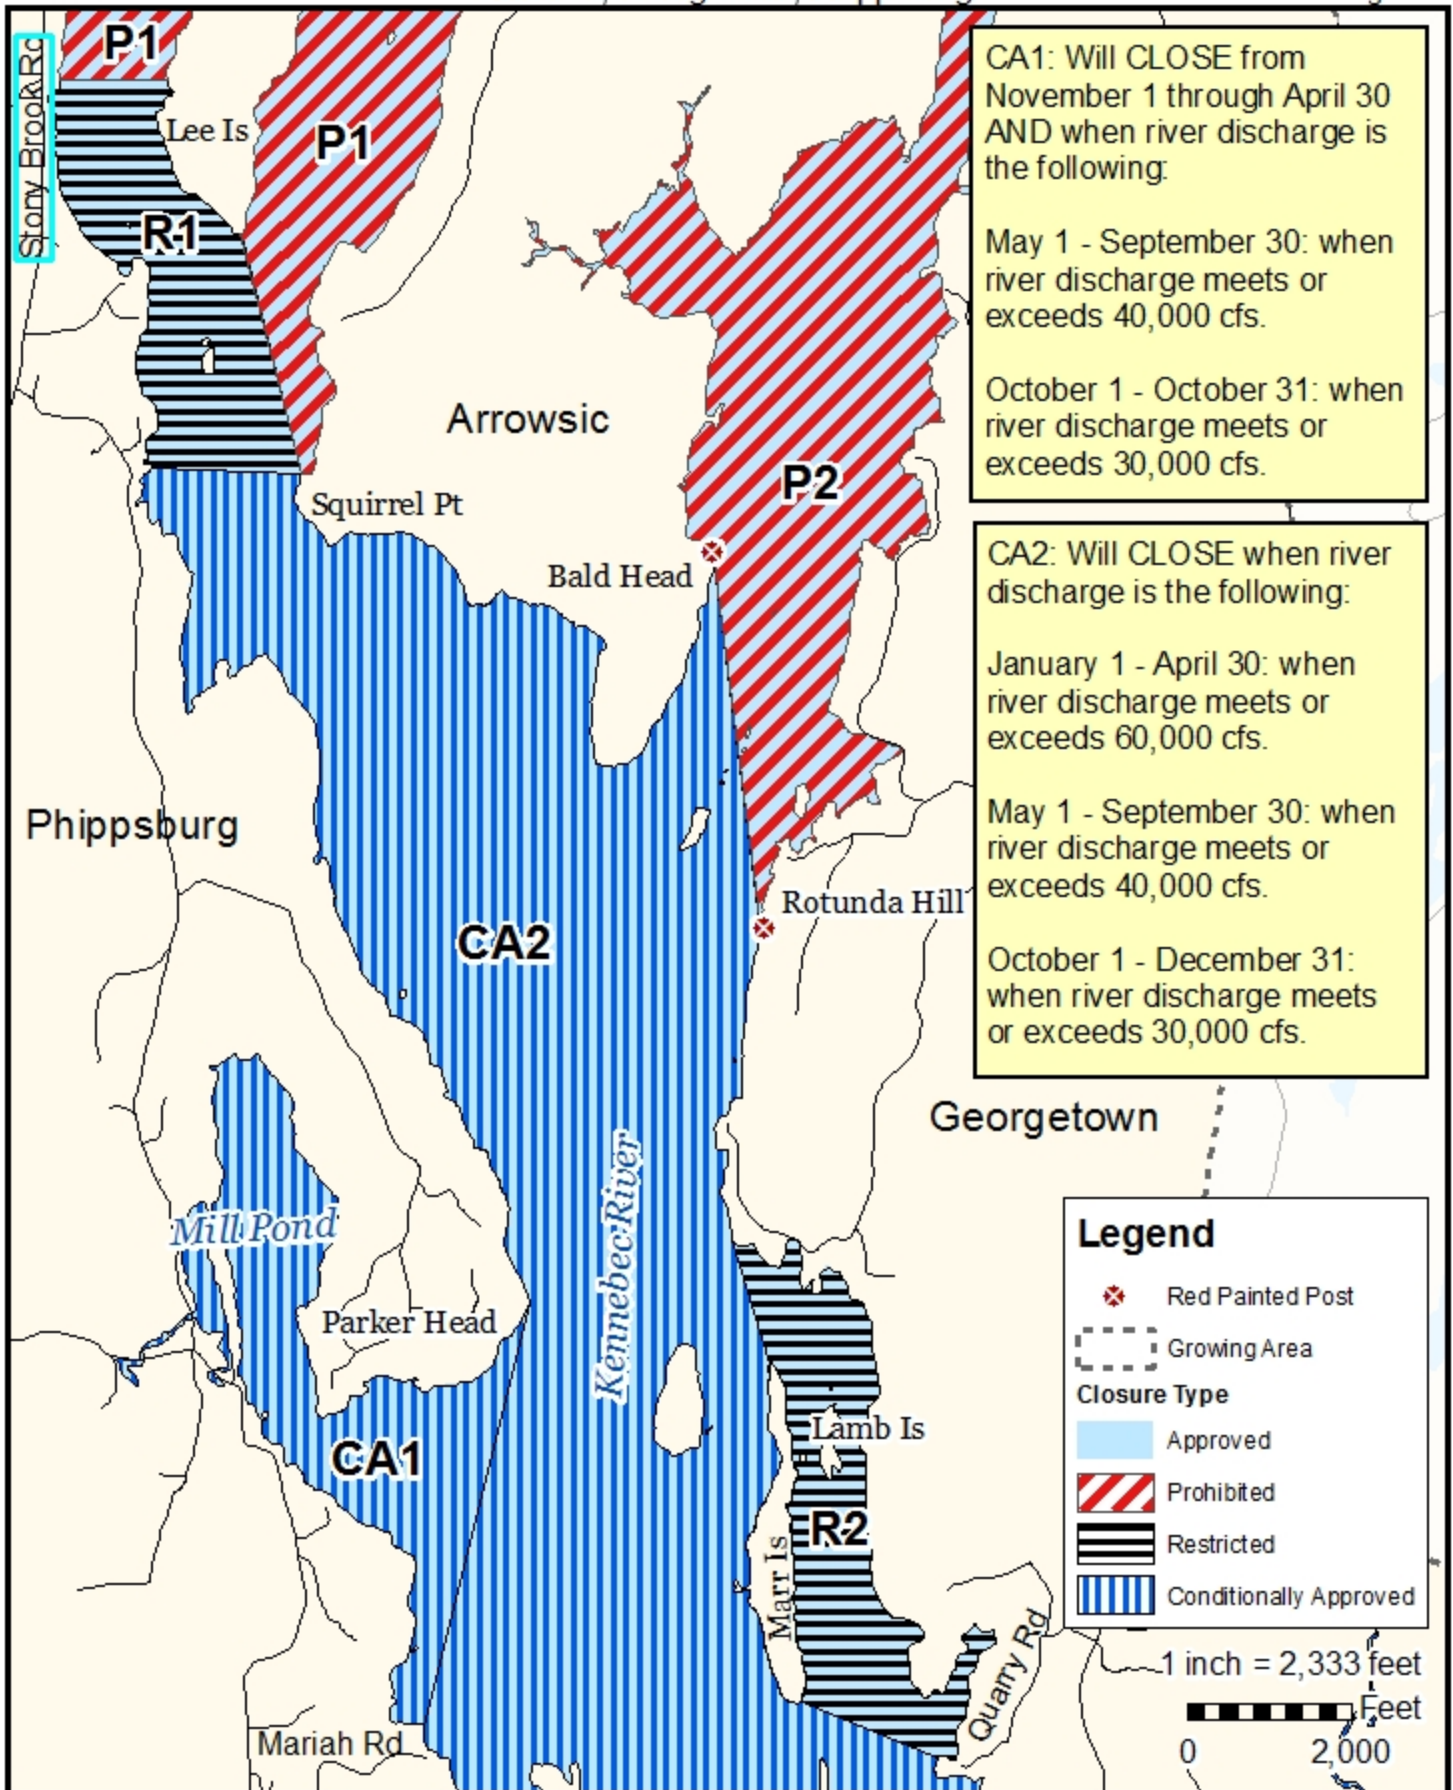 P1
Stony Brook Rd
Lee Is
P1
R1
Arrowsic
Squirrel Pt
P2
Bald Head
Phippsburg
Rotunda Hill
CA2
Georgetown
Kennebec River
Mill Pond
Parker Head
CA1
Lamb Is
R2
Marr Is
Quarry Rd
Mariah Rd
CA1: Will CLOSE from
November 1 through April 30
AND when river discharge is
the following:
May 1 - September 30: when
river discharge meets or
exceeds 40,000 cfs.
October 1 - October 31: when
river discharge meets or
exceeds 30,000 cfs.
CA2: Will CLOSE when river
discharge is the following:
January 1 - April 30: when
river discharge meets or
exceeds 60,000 cfs.
May 1 - September 30: when
river discharge meets or
exceeds 40,000 cfs.
October 1 - December 31:
when river discharge meets
or exceeds 30,000 cfs.
Legend
Red Painted Post
Growing Area
Closure Type
Approved
Prohibited
Restricted
Conditionally Approved
1 inch = 2,333 feet
Feet
0 2,000